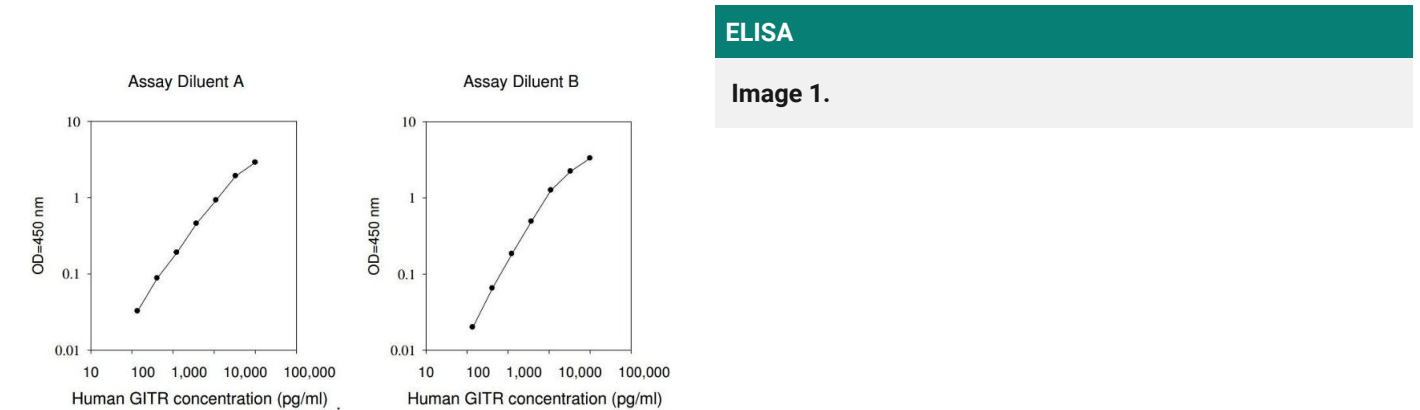 ELISA
Image 1.
Assay Diluent A
10
1
0.1
0.01
OD=450 nm
10 100 1,000 10,000 100,000
Human GITR concentration (pg/ml) .
Assay Diluent B
10
1
0.1
0.01
OD=450 nm
10 100 1,000 10,000 100,000
Human GITR concentration (pg/ml)